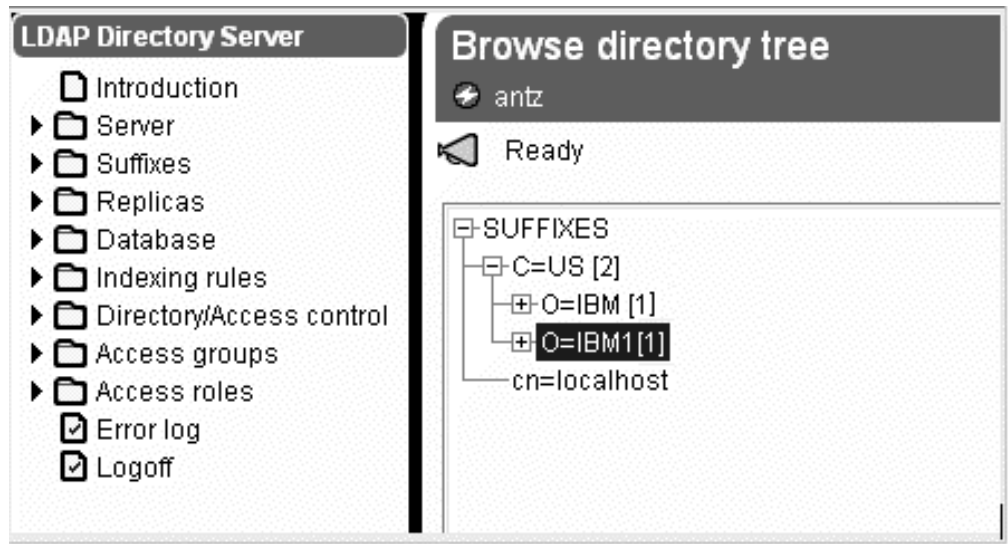 LDAP Directory Server
Introduction
Server
Suffixes
Replicas
Database
Indexing rules
Directory/Access control
Access groups
Access roles
Error log
Logoff
Browse directory tree
antz
Ready
SUFFIXES
C=US [2]
O=IBM [1]
O=IBM1[1]
cn=localhost